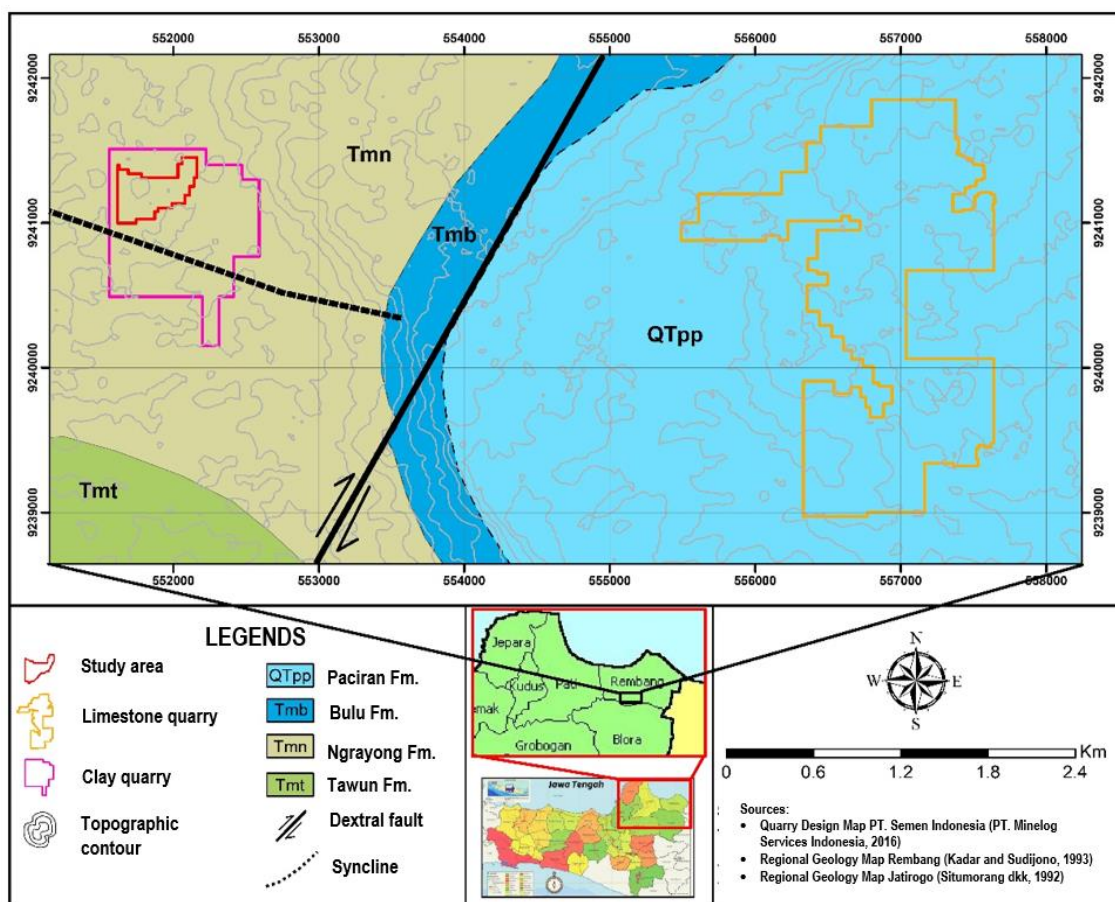 552000 553000 554000 555000 556000 557000 558000
9242000 9242000
9241000 9241000
9240000 9240000
9239000 9239000
Tmn
Tmb
QTpp
Tmt
552000 553000 554000 555000 556000 557000 558000
LEGENDS
Study area
Limestone quarry
Clay quarry
Topographic
contour
QTpp Paciran Fm.
Tmb Bulu Fm.
Tmn Ngrayong Fm.
Tmt Tawun Fm.
Dextral fault
Syncline
Jepara
Kudus
Pati
Rembang
emak
Grobogan
Blora
Jawa Tengah
N
W E
S
Km
0 0.6 1.2 1.8 2.4
Sources:
• Quarry Design Map PT. Semen Indonesia (PT. Minelog
Services Indonesia, 2016)
• Regional Geology Map Rembang (Kadar and Sudijono, 1993)
• Regional Geology Map Jatirogo (Situmorang dkk, 1992)